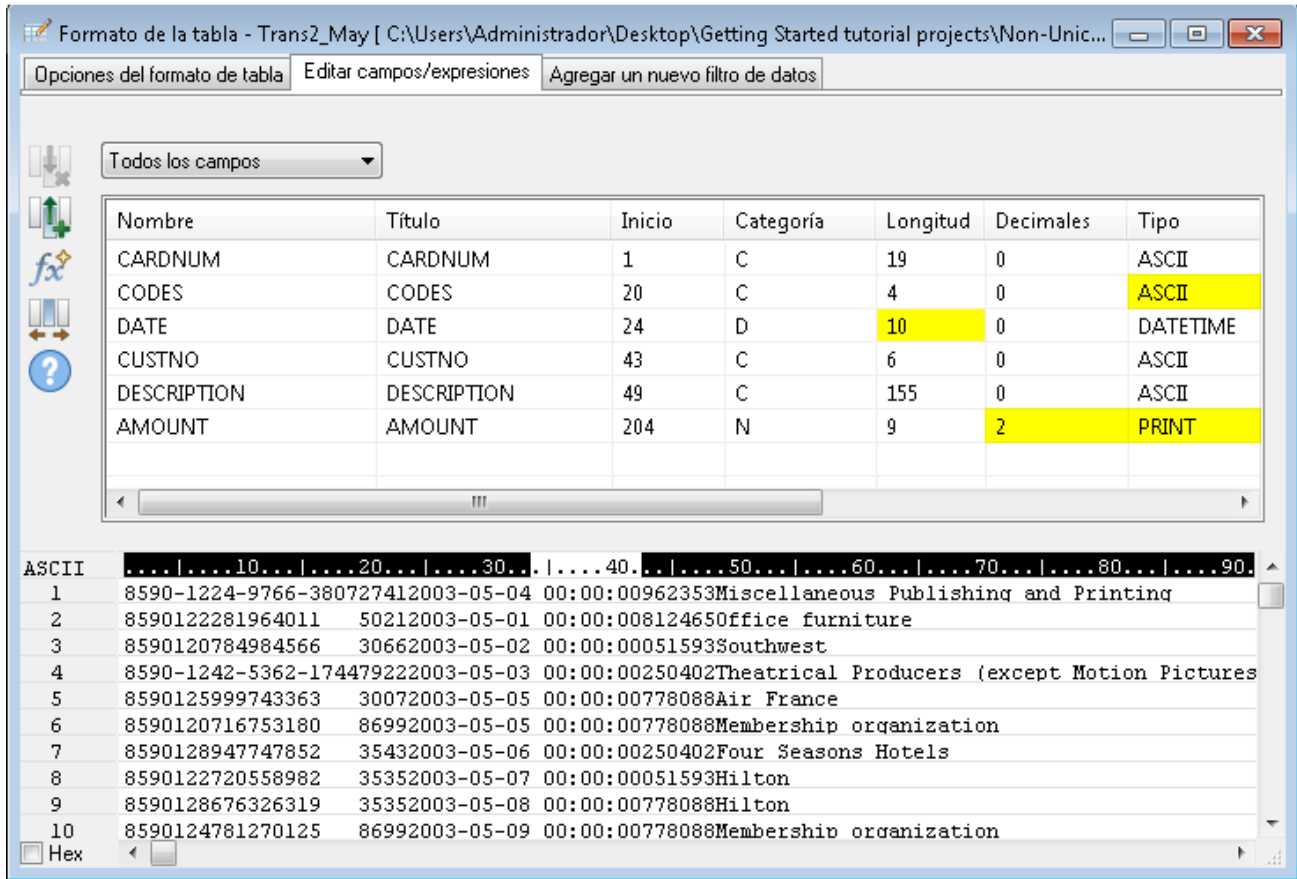 Formato de la tabla - Trans2_May [ C:\Users\Administrador\Desktop\Getting Started tutorial projects\Non-Unic...
Opciones del formato de tabla Editar campos/expresiones Agregar un nuevo filtro de datos
Todos los campos
Nombre Título Inicio Categoría Longitud Decimales Tipo
CARDNUM CARDNUM 1 C 19 0 ASCII
CODES CODES 20 C 4 0 ASCII
DATE DATE 24 D 10 0 DATETIME
CUSTNO CUSTNO 43 C 6 0 ASCII
DESCRIPTION DESCRIPTION 49 C 155 0 ASCII
AMOUNT AMOUNT 204 N 9 2 PRINT
fx
?
ASCII ....|....10...|....20...|....30...|....40...|....50...|....60...|....70...|....80...|....90.
1 8590-1224-9766-380727412003-05-04 00:00:00962353Miscellaneous Publishing and Printing
2 8590122281964011   50212003-05-01 00:00:00812465Office furniture
3 8590120784984566   30662003-05-02 00:00:00051593Southwest
4 8590-1242-5362-174479222003-05-03 00:00:00250402Theatrical Producers (except Motion Pictures
5 8590125999743363   30072003-05-05 00:00:00778088Air France
6 8590120716753180   86992003-05-05 00:00:00778088Membership organization
7 8590128947747852   35432003-05-06 00:00:00250402Four Seasons Hotels
8 8590122720558982   35352003-05-07 00:00:00051593Hilton
9 8590128676326319   35352003-05-08 00:00:00778088Hilton
10 8590124781270125   86992003-05-09 00:00:00778088Membership organization
Hex